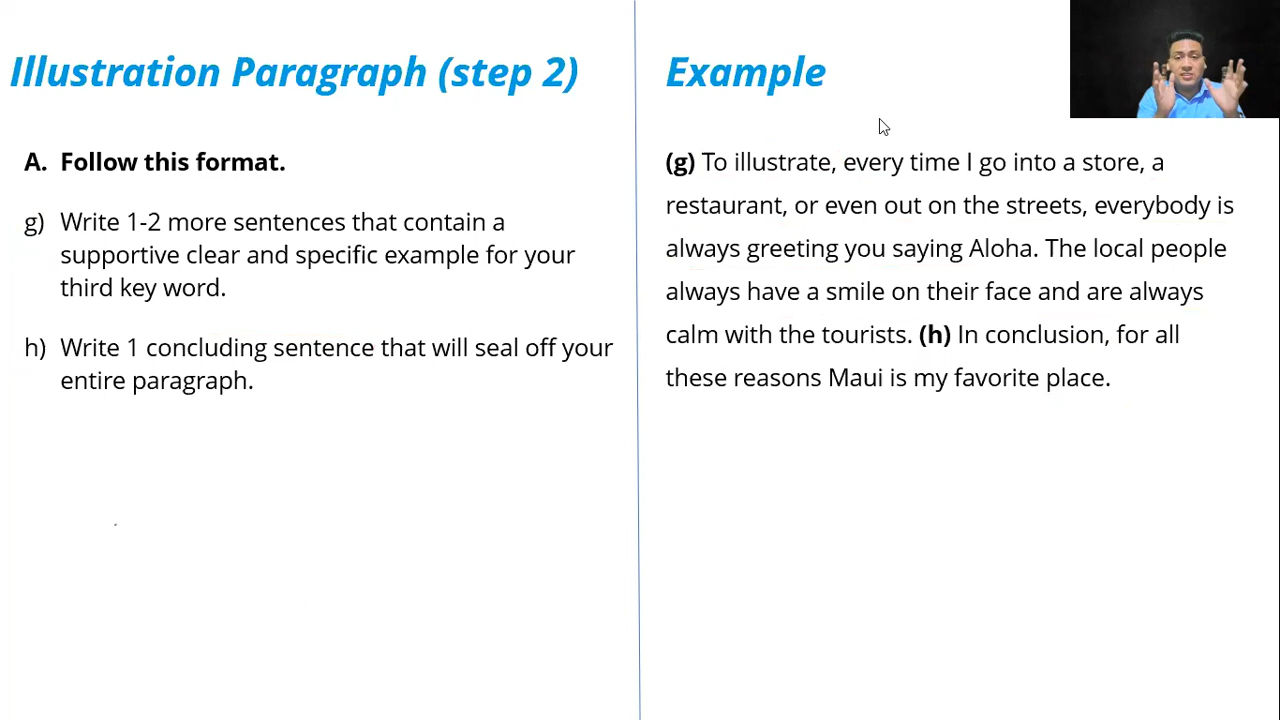 Illustration Paragraph (step 2)
A. Follow this format.
g) Write 1-2 more sentences that contain a
supportive clear and specific example for your
third key word.
h) Write 1 concluding sentence that will seal off your
entire paragraph.
Example
(g) To illustrate, every time I go into a store, a
restaurant, or even out on the streets, everybody is
always greeting you saying Aloha. The local people
always have a smile on their face and are always
calm with the tourists. (h) In conclusion, for all
these reasons Maui is my favorite place.